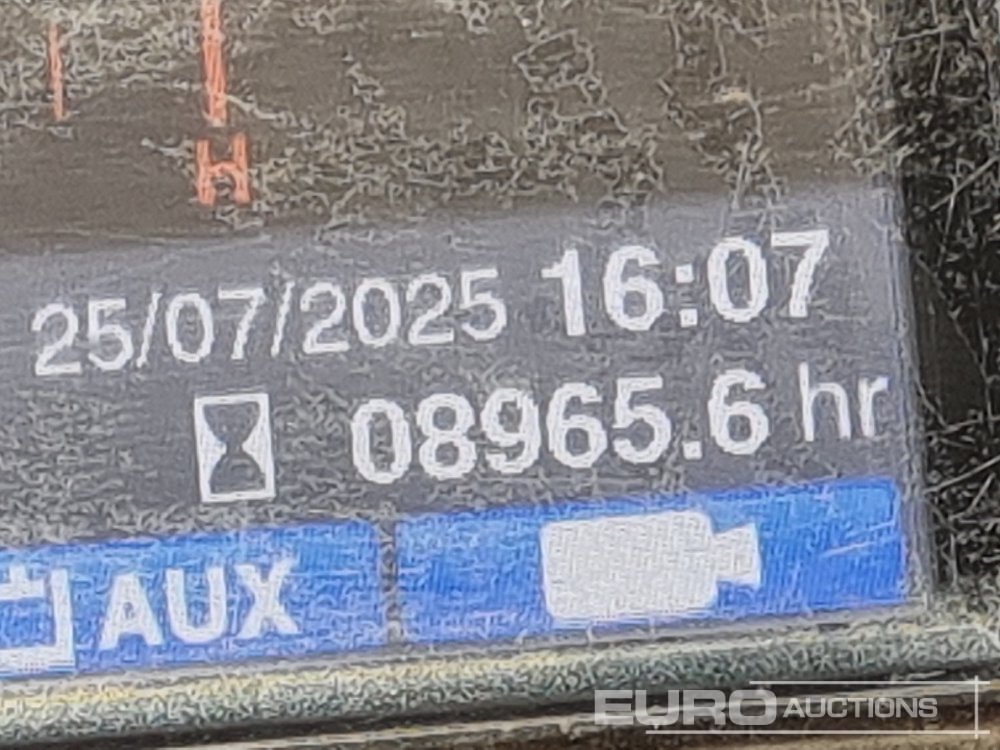 H
25/07/2025 16:07
08965.6 hr
AUX
EURO AUCTIONS